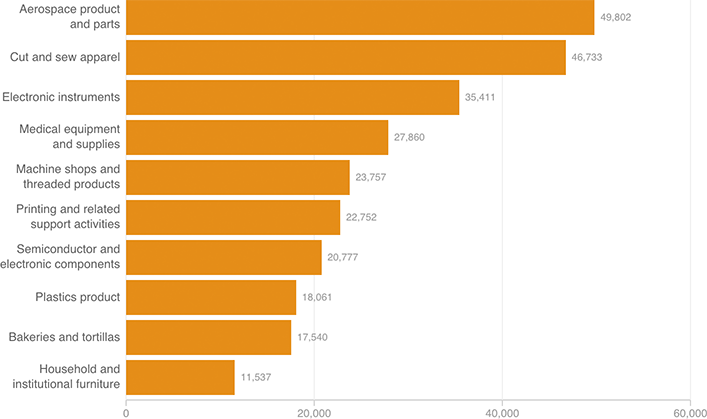 Aerospace product
and parts
49,802
Cut and sew apparel
46,733
Electronic instruments
35,411
Medical equipment
and supplies
27,860
Machine shops and
threaded products
23,757
Printing and related
support activities
22,752
Semiconductor and
electronic components
20,777
Plastics product
18,061
Bakeries and tortillas
17,540
Household and
institutional furniture
11,537
0
20,000
40,000
60,000